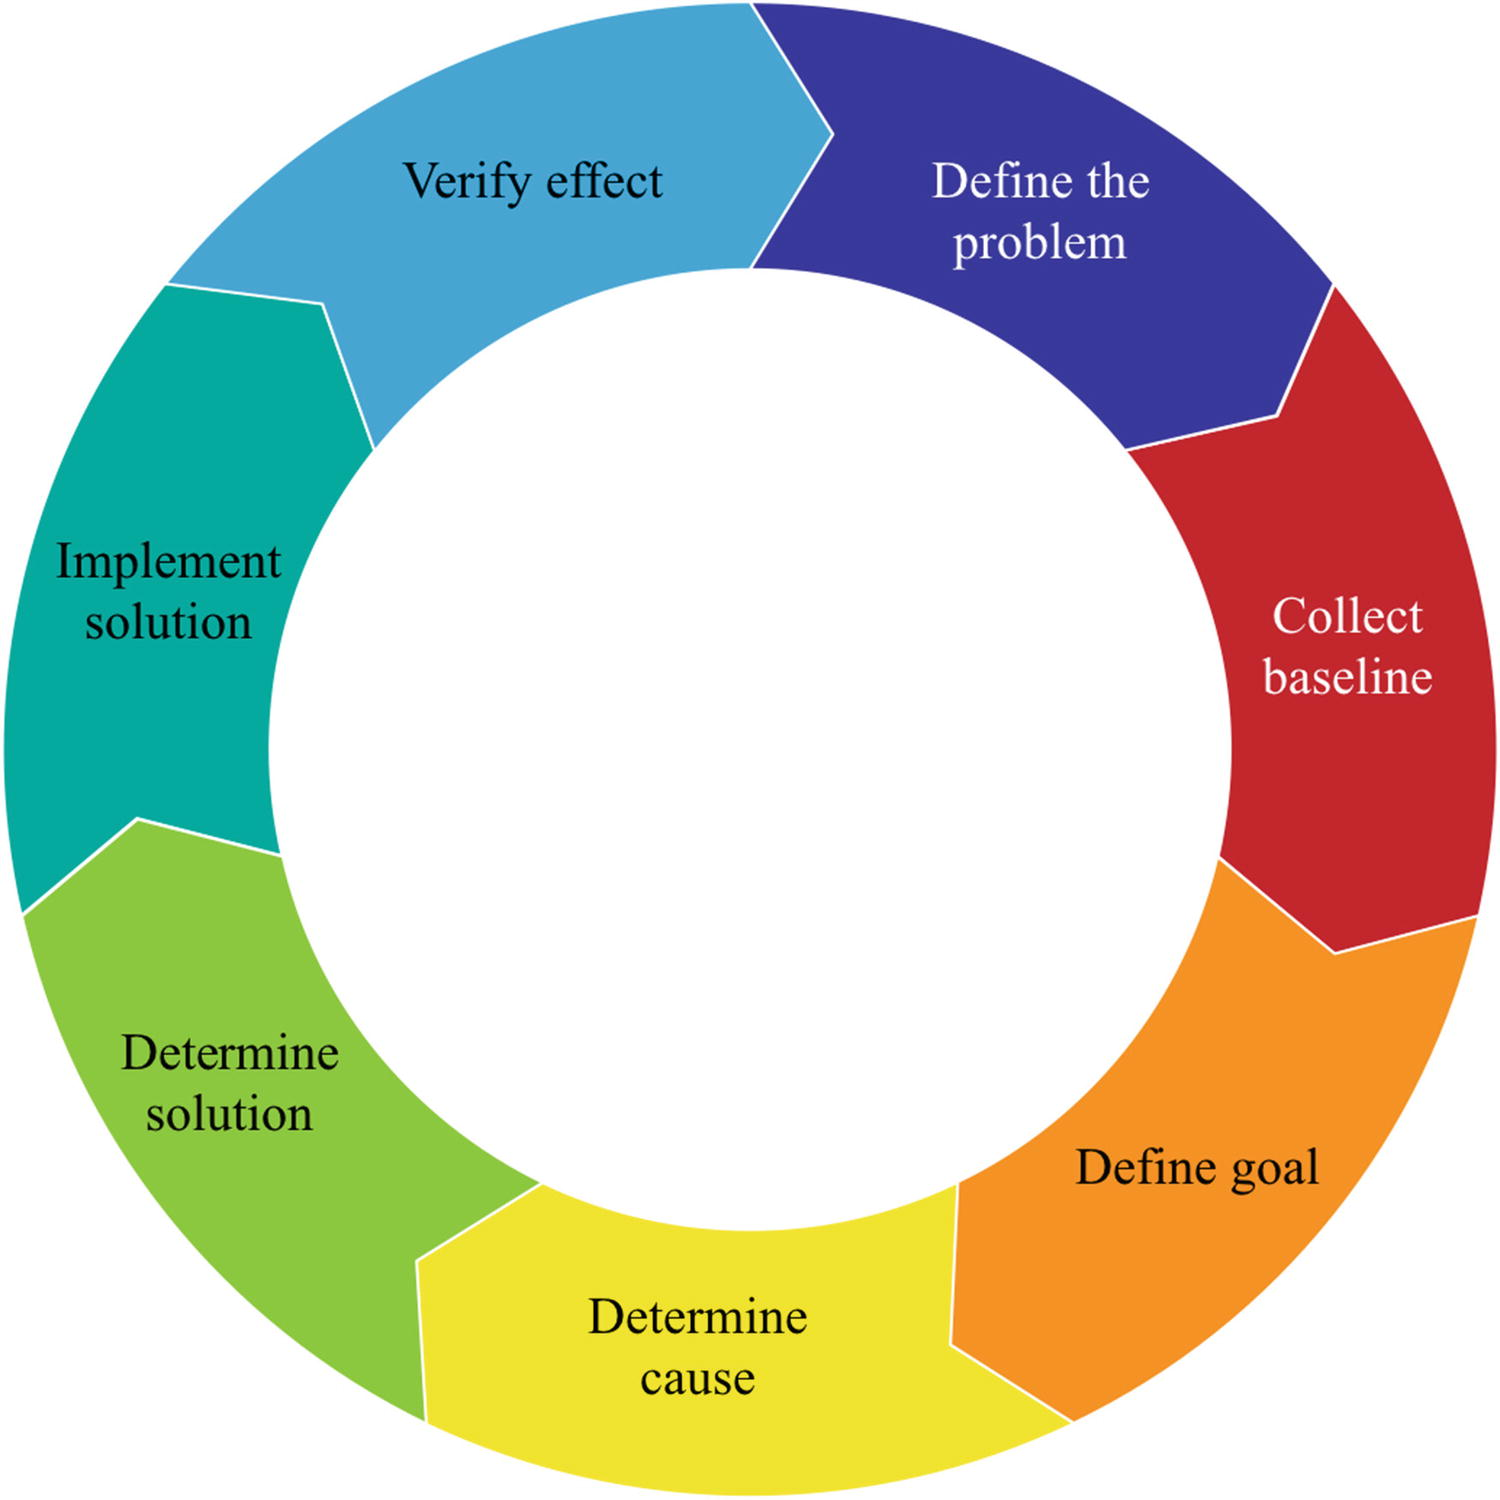 Define the
problem
Collect
baseline
Define goal
Determine
cause
Determine
solution
Implement
solution
Verify effect